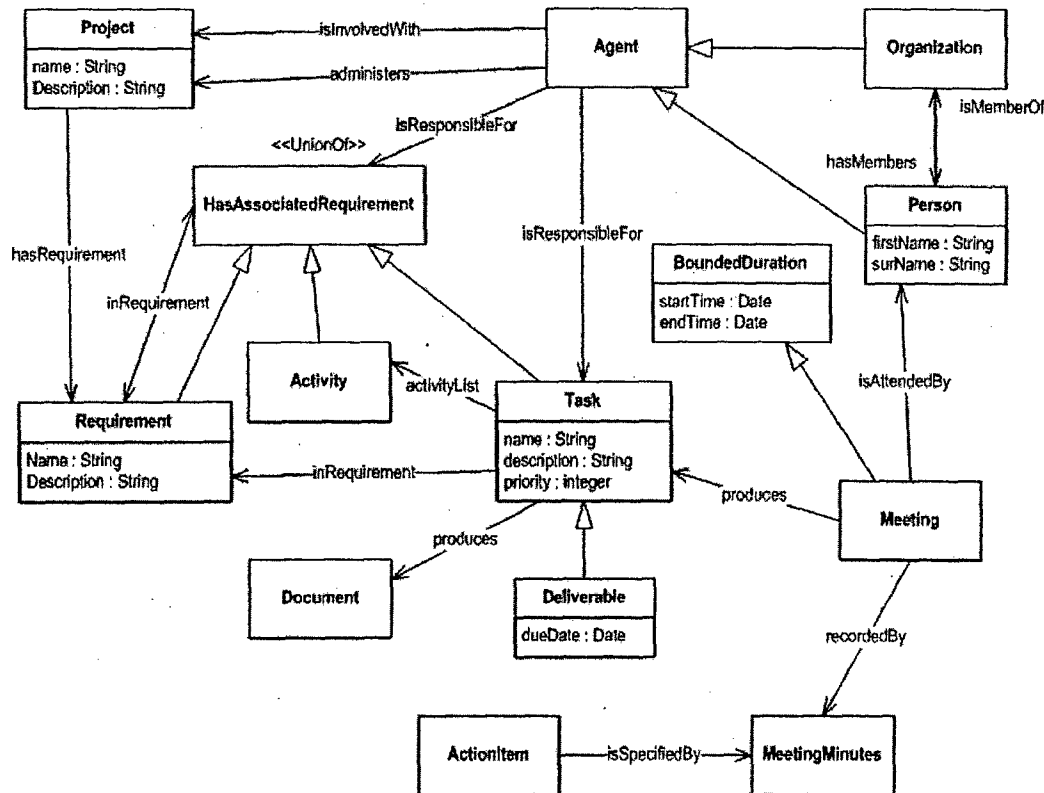 Project
name : String
Description : String
isInvolvedWith
administers
Agent
Organization
isMemberOf
hasMembers
isResponsibleFor
<<UnionOf>>
HasAssociatedRequirement
Person
firstName : String
surName : String
hasRequirement
isResponsibleFor
BoundedDuration
startTime : Date
endTime : Date
inRequirement
Activity
activityList
isAttendedBy
Requirement
Name : String
Description : String
Task
name : String
description : String
priority : integer
inRequirement
produces
Meeting
produces
Document
Deliverable
dueDate : Date
recordedBy
ActionItem
isSpecifiedBy
MeetingMinutes